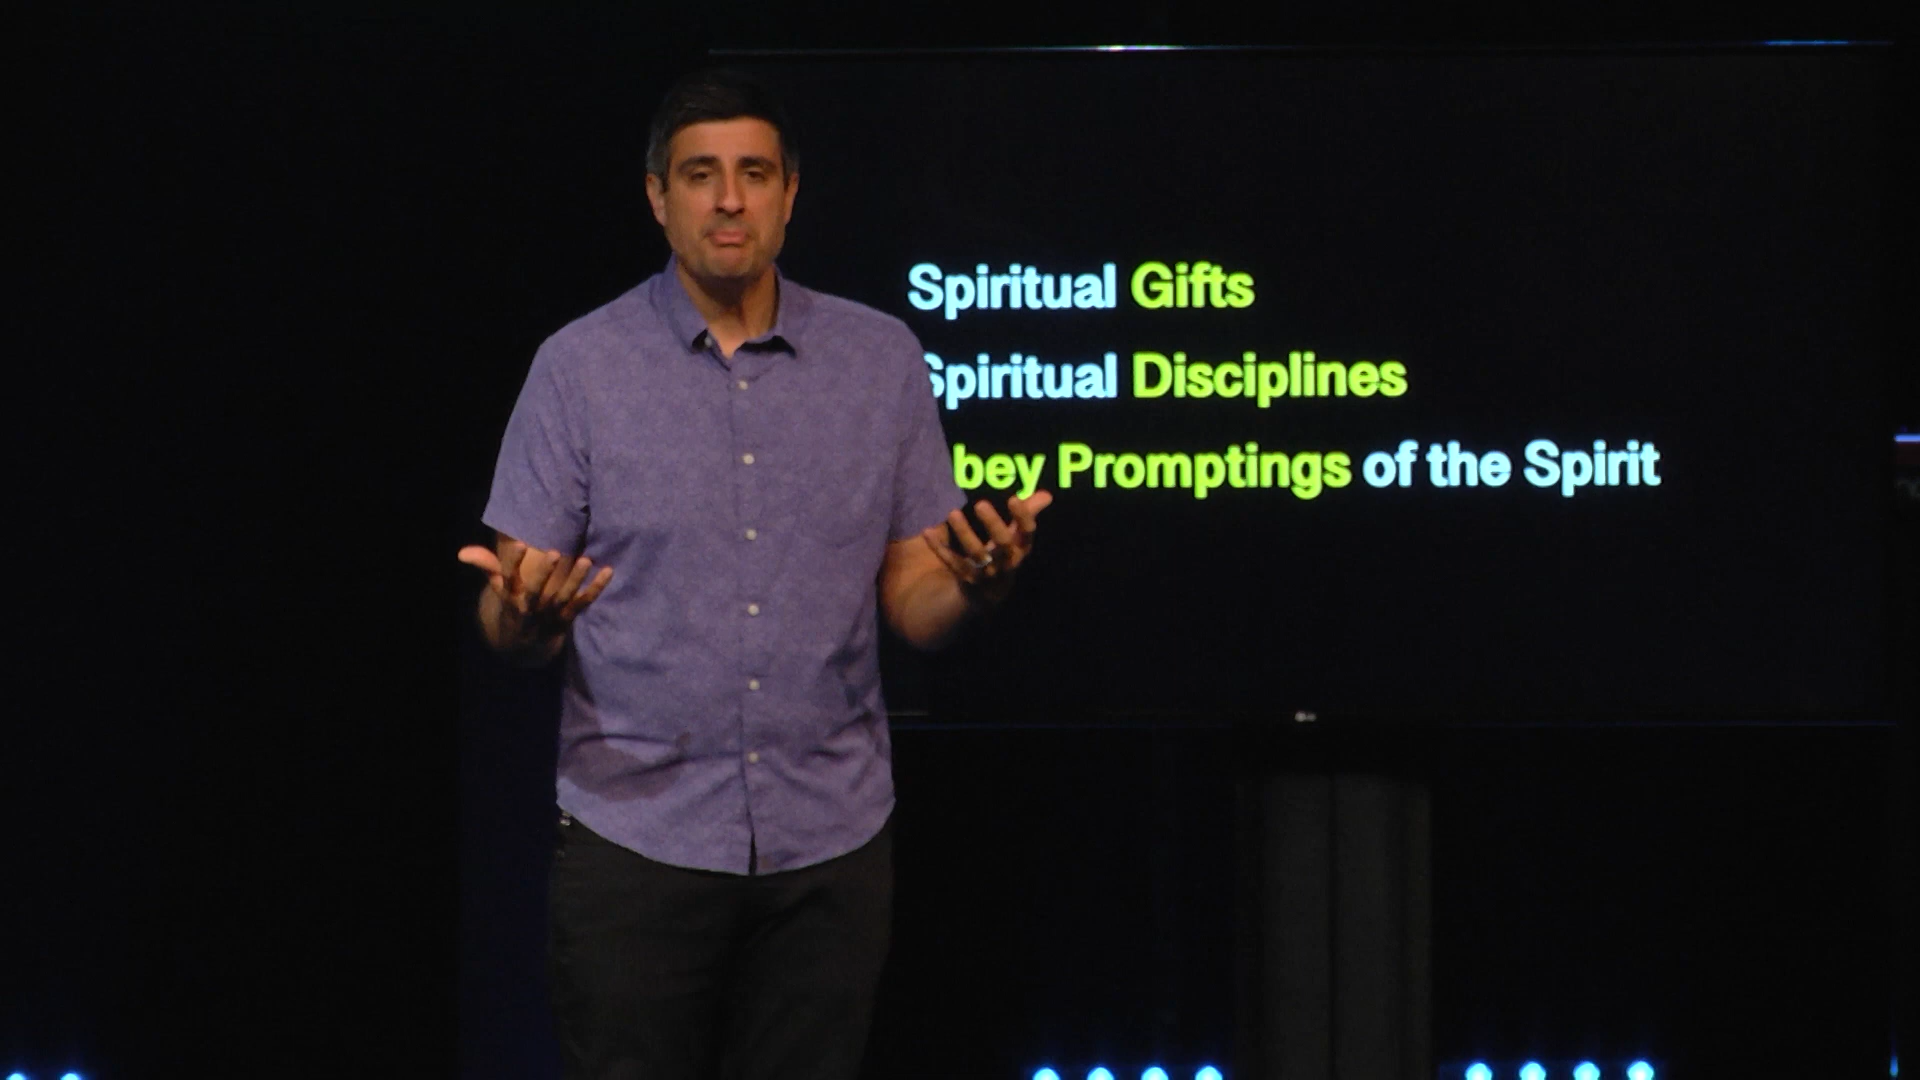 Spiritual Gifts
Spiritual Disciplines
bey Promptings of the Spirit